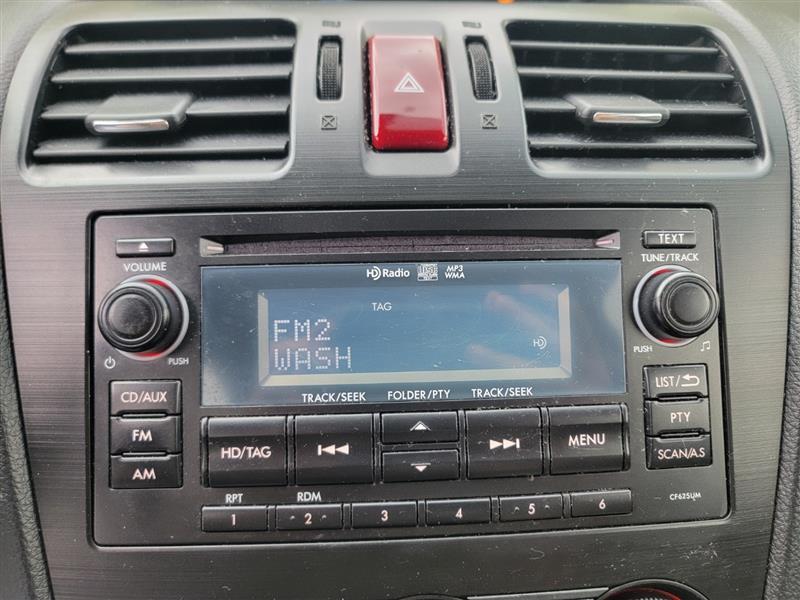 HD Radio
MP3
WMA
TEXT
VOLUME
TUNE/TRACK
TAG
FM2
WASH
HD
PUSH
PUSH
TRACK/SEEK
FOLDER/PTY
TRACK/SEEK
CD/AUX
FM
AM
HD/TAG
MENU
LIST/
PTY
SCAN/A.S
RPT
RDM
1
2
3
4
5
6
CF625UM